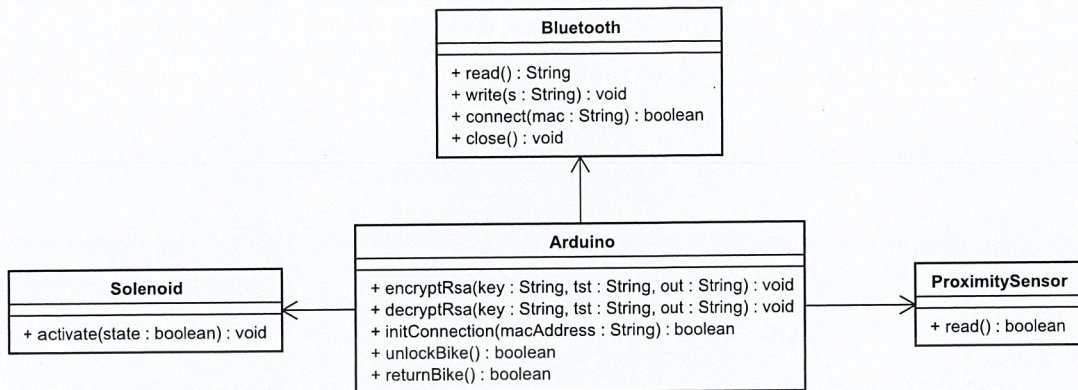 Bluetooth
+ read() : String
+ write(s : String) : void
+ connect(mac : String) : boolean
+ close() : void
Arduino
+ encryptRsa(key : String, tst : String, out : String) : void
+ decryptRsa(key : String, tst : String, out : String) : void
+ initConnection(macAddress : String) : boolean
+ unlockBike() : boolean
+ returnBike() : boolean
Solenoid
+ activate(state : boolean) : void
ProximitySensor
+ read() : boolean